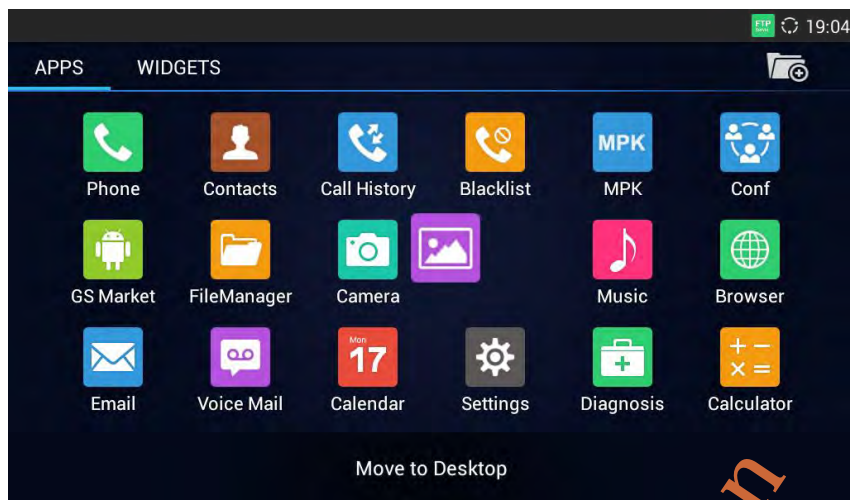 FTP 19:04
APPS WIDGETS
Phone Contacts Call History Blacklist MPK MPK Conf
GS Market FileManager Camera Music Browser
Mon
17
Email Voice Mail Calendar Settings Diagnosis Calculator
Move to Desktop
n